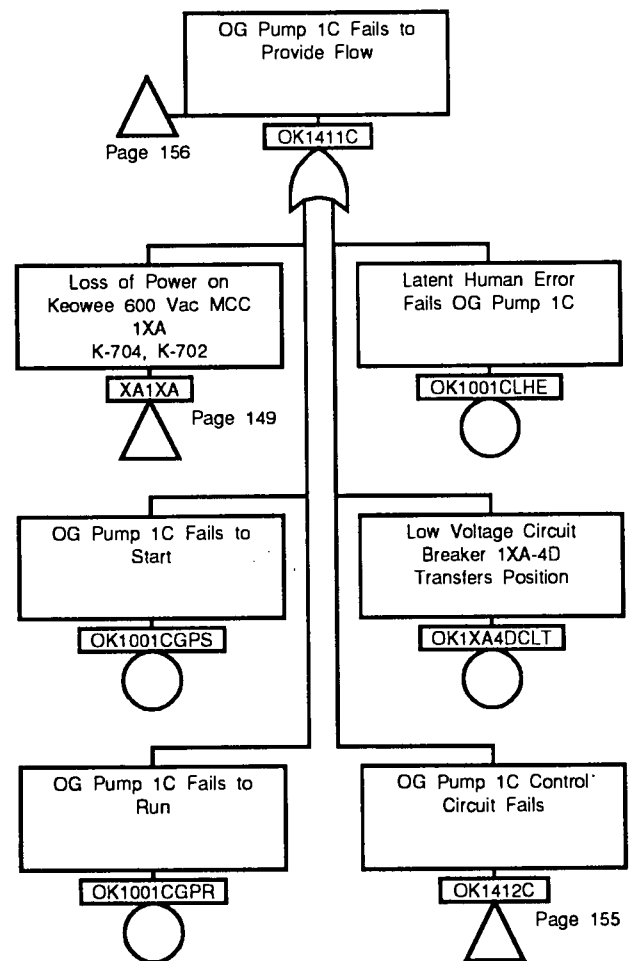 OG Pump 1C Fails to
Provide Flow
OK1411C
Page 156
Loss of Power on
Keowee 600 Vac MCC
1XA
K-704, K-702
XA1XA
Page 149
Latent Human Error
Fails OG Pump 1C
OK1001CLHE
OG Pump 1C Fails to
Start
OK1001CGPS
Low Voltage Circuit
Breaker 1XA-4D
Transfers Position
OK1XA4DCLT
OG Pump 1C Fails to
Run
OK1001CGPR
OG Pump 1C Control
Circuit Fails
OK1412C
Page 155